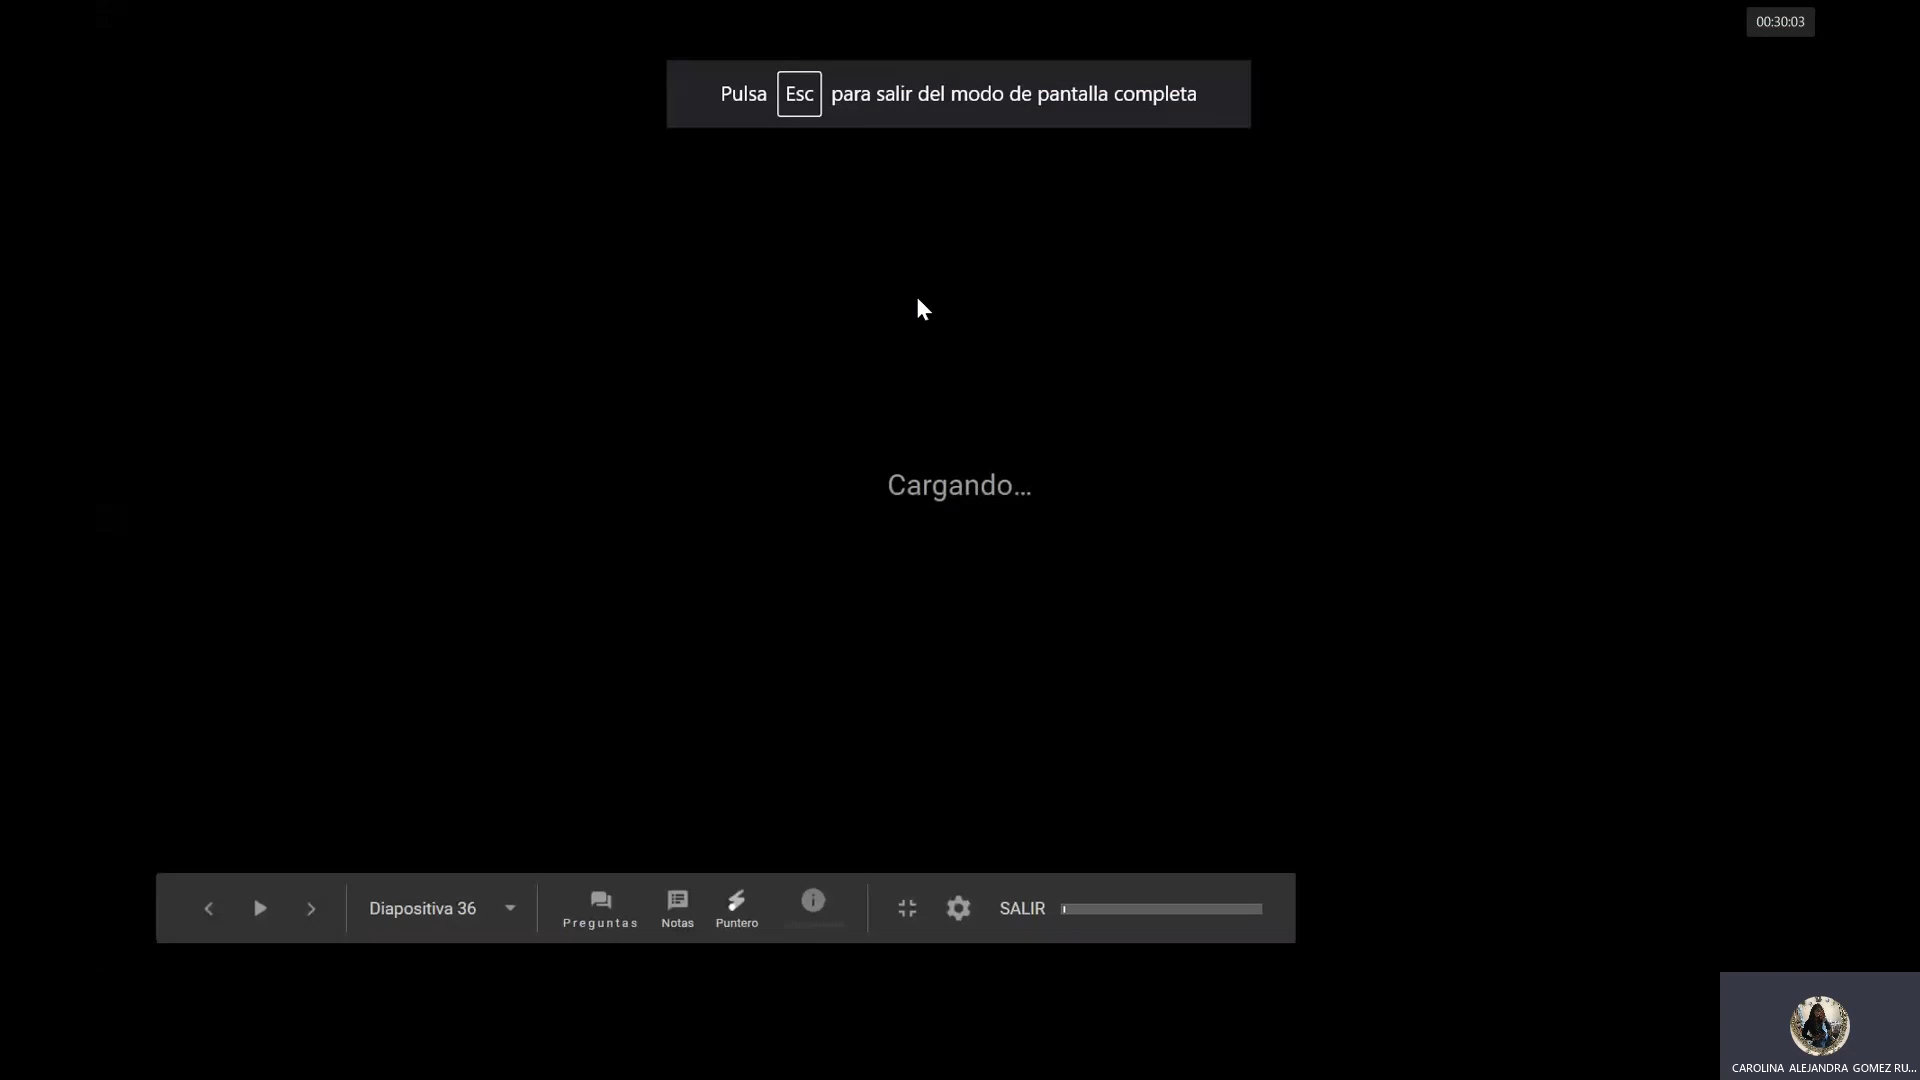 00:30:03
Pulsa Esc para salir del modo de pantalla completa
Cargando...
Diapositiva 36
Preguntas
Notas
Puntero
SALIR
CAROLINA ALEJANDRA GOMEZ RU...